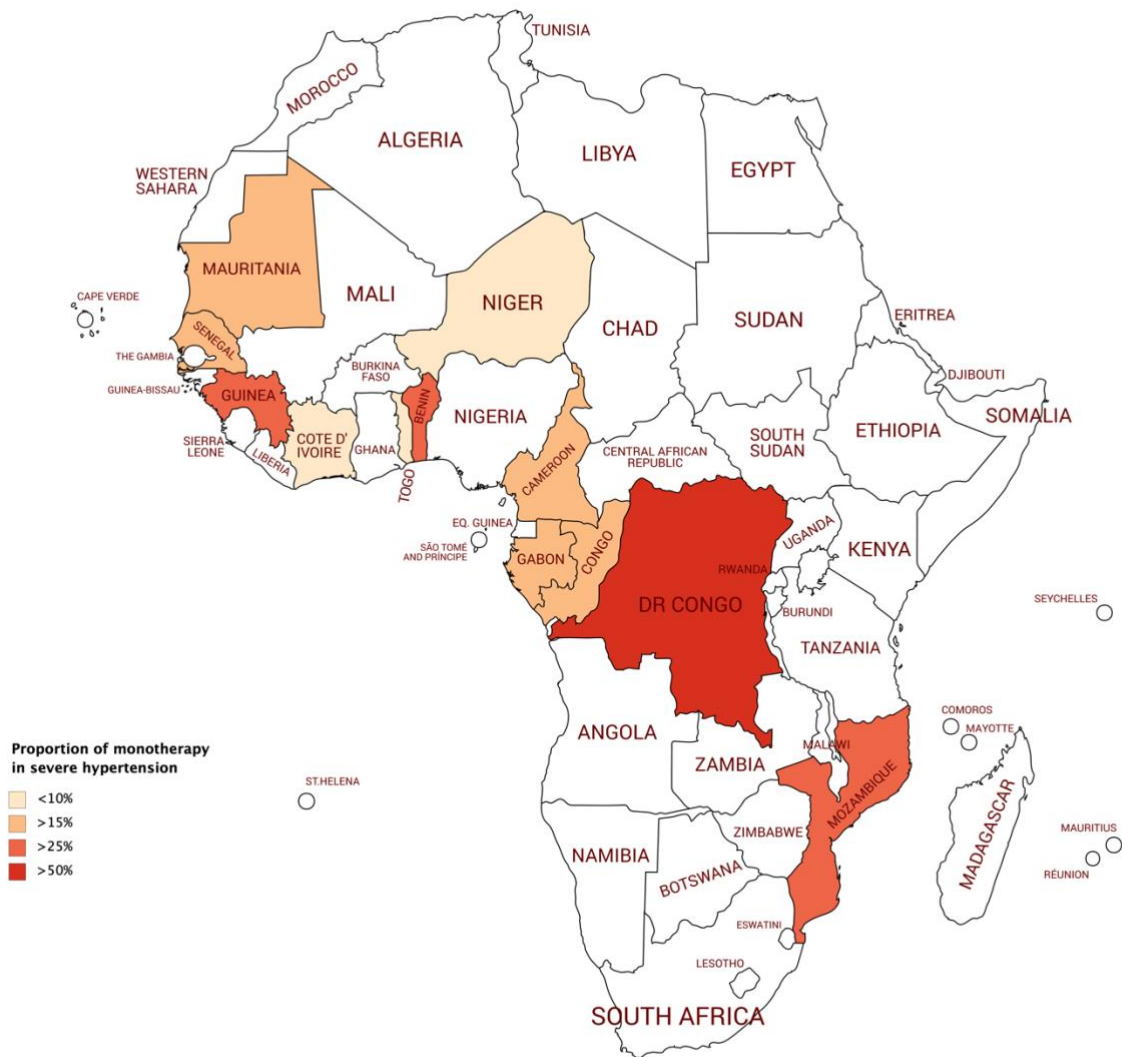 TUNISIA
MOROCCO
ALGERIA
LIBYA
EGYPT
WESTERN
SAHARA
MAURITANIA
MALI
NIGER
CHAD
SUDAN
ERITREA
CAPE VERDE
SENEGAL
THE GAMBIA
GUINEA-BISSAU
GUINEA
BURKINA
FASO
BENIN
NIGERIA
DJIBOUTI
SOMALIA
ETHIOPIA
SOUTH
SUDAN
CENTRAL AFRICAN
REPUBLIC
SIERRA
LEONE
LIBERIA
COTE D'
IVOIRE
GHANA
TOGO
CAMEROON
EQ. GUINEA
SÃO TOMÉ
AND PRÍNCIPE
GABON
CONGO
UGANDA
KENYA
RWANDA
DR CONGO
BURUNDI
TANZANIA
SEYCHELLES
COMOROS
MAYOTTE
ANGOLA
ZAMBIA
MALAWI
MOZAMBIQUE
MADAGASCAR
MAURITIUS
RÉUNION
ST.HELENA
ZIMBABWE
NAMIBIA
BOTSWANA
ESWATINI
LESOTHO
SOUTH AFRICA
Proportion of monotherapy
in severe hypertension
<10%
>15%
>25%
>50%